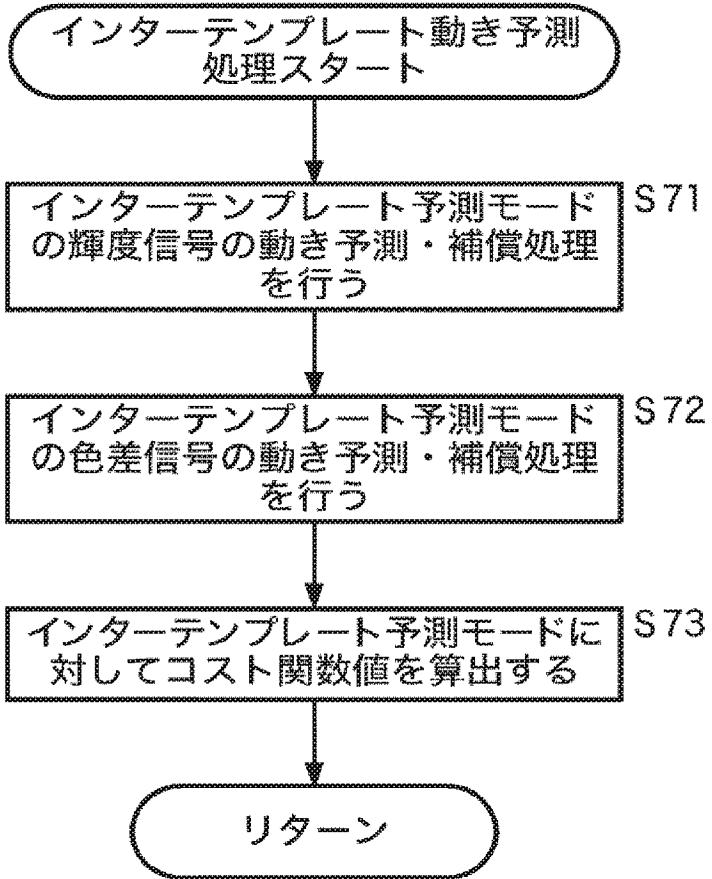 インターテンプレート動き予測
処理スタート
インターテンプレート予測モード
の輝度信号の動き予測・補償処理
を行う
S71
インターテンプレート予測モード
の色差信号の動き予測・補償処理
を行う
S72
インターテンプレート予測モードに
対してコスト関数値を算出する
S73
リターン